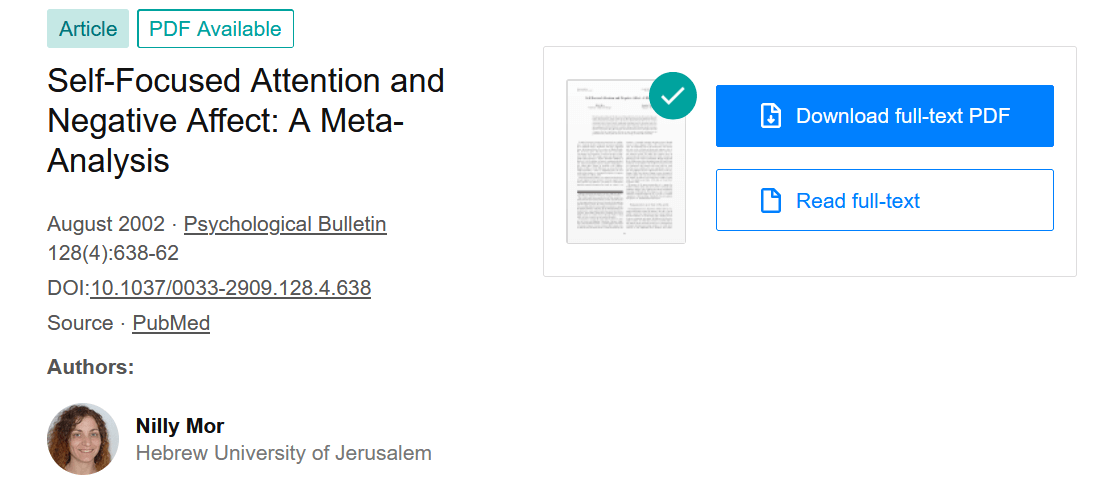 Article
PDF Available
Self-Focused Attention and
Negative Affect: A Meta-
Analysis
August 2002 · Psychological Bulletin
128(4):638-62
DOI:10.1037/0033-2909.128.4.638
Source · PubMed
Authors:
Nilly Mor
Hebrew University of Jerusalem
Download full-text PDF
Read full-text